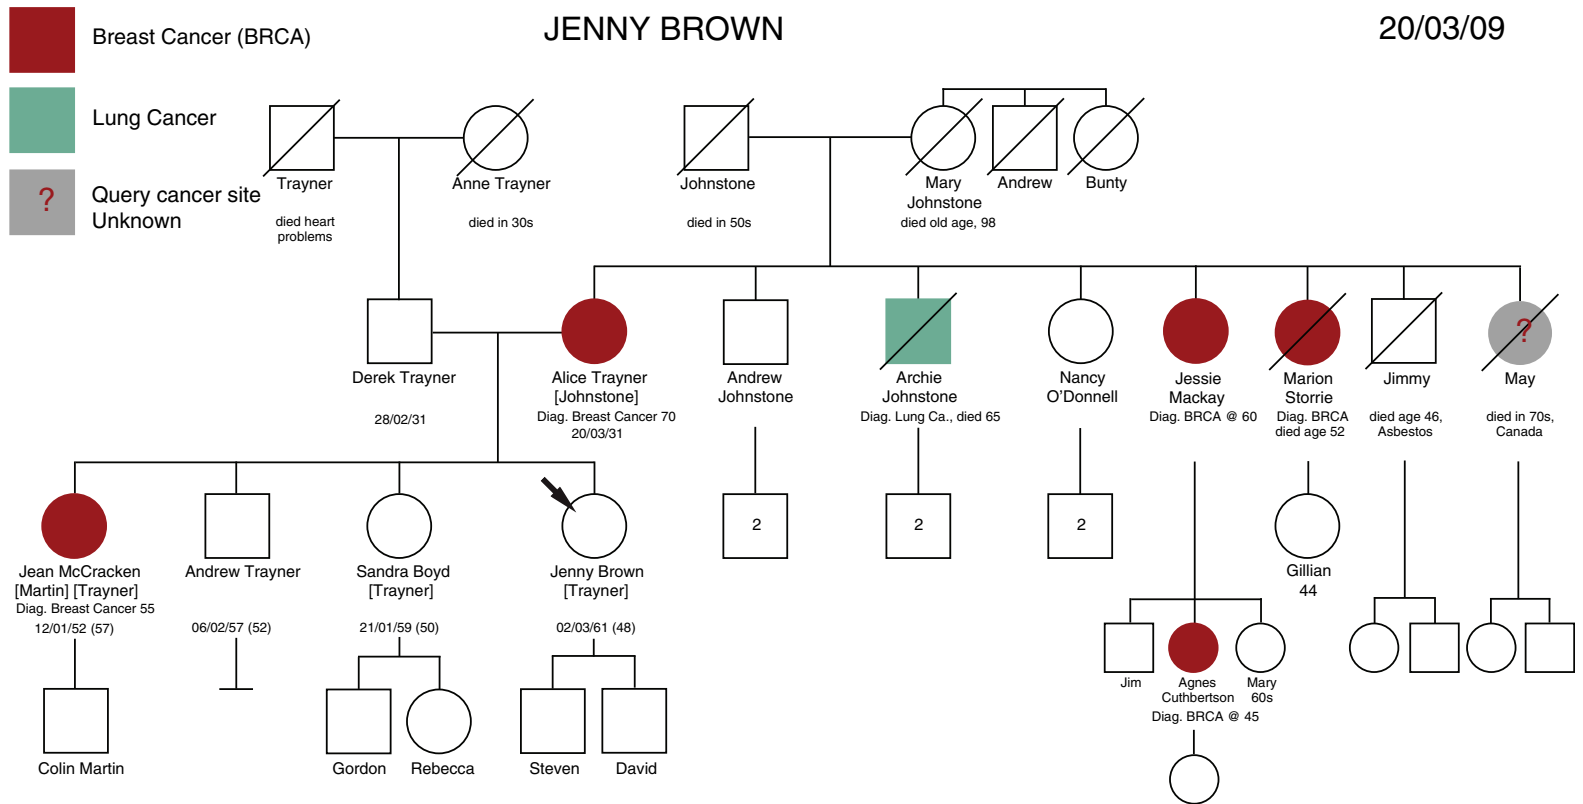 Breast Cancer (BRCA)
JENNY BROWN
20/03/09
Lung Cancer
?
Query cancer site
Unknown
Trayner
died heart
problems
Anne Trayner
died in 30s
Johnstone
died in 50s
Mary
Johnstone
died old age, 98
Andrew
Bunty
Derek Trayner
28/02/31
Alice Trayner
[Johnstone]
Diag. Breast Cancer 70
20/03/31
Andrew
Johnstone
Archie
Johnstone
Diag. Lung Ca., died 65
Nancy
O'Donnell
Jessie
Mackay
Diag. BRCA @ 60
Marion
Storrie
Diag. BRCA
died age 52
Jimmy
died age 46,
Asbestos
?
May
died in 70s,
Canada
Jean McCracken
[Martin] [Trayner]
Diag. Breast Cancer 55
12/01/52 (57)
Andrew Trayner
06/02/57 (52)
Sandra Boyd
[Trayner]
21/01/59 (50)
Jenny Brown
[Trayner]
02/03/61 (48)
2
2
2
Gillian
44
Jim
Agnes
Cuthbertson
Diag. BRCA @ 45
Mary
60s
Colin Martin
Gordon
Rebecca
Steven
David